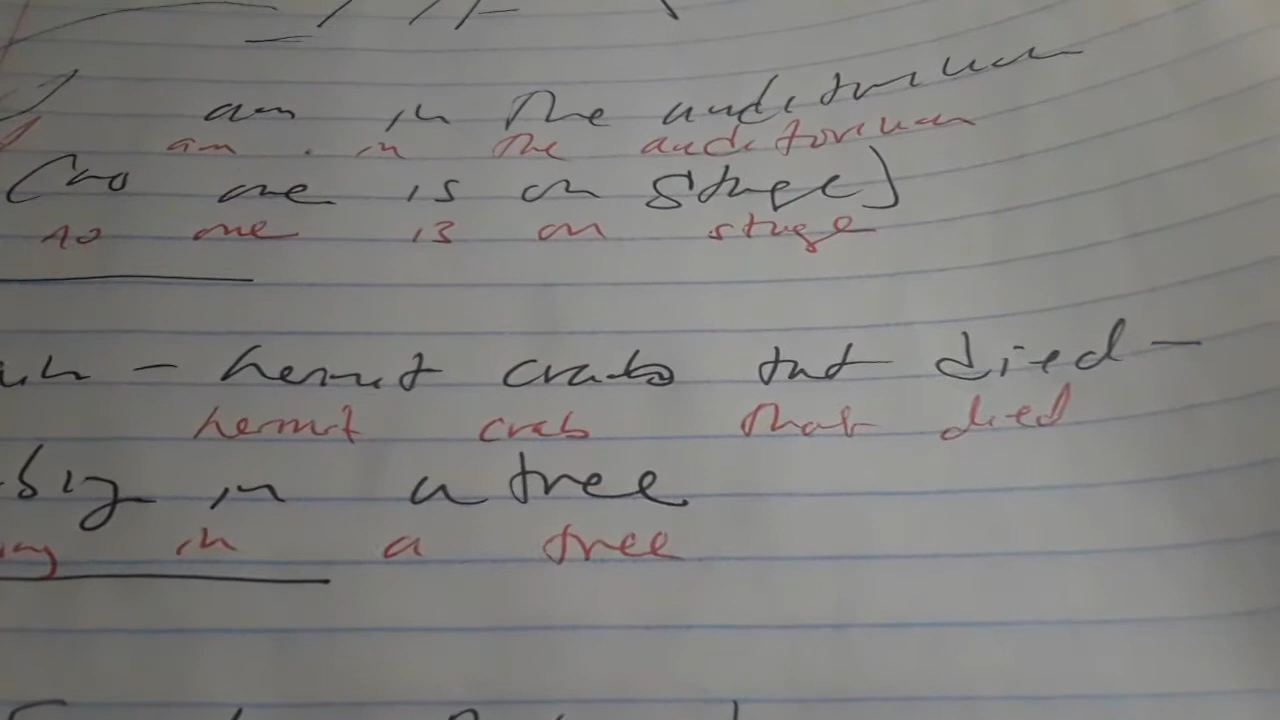 I am in the auditorium
am in the auditorium
(no one is on stage)
no one is on stage
- hermit crabs that died -
hermit crab that died
in a tree
in a tree